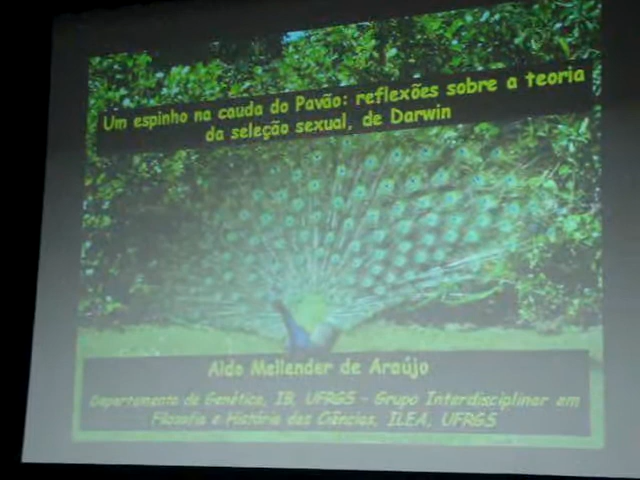 Um espinho na cauda do Pavão: reflexões sobre a teoria
da seleção sexual, de Darwin
Aldo Mellender de Araújo
Departamento de Genética, IB, UFRGS - Grupo Interdisciplinar em
Filosofia e História das Ciências, ILEA, UFRGS